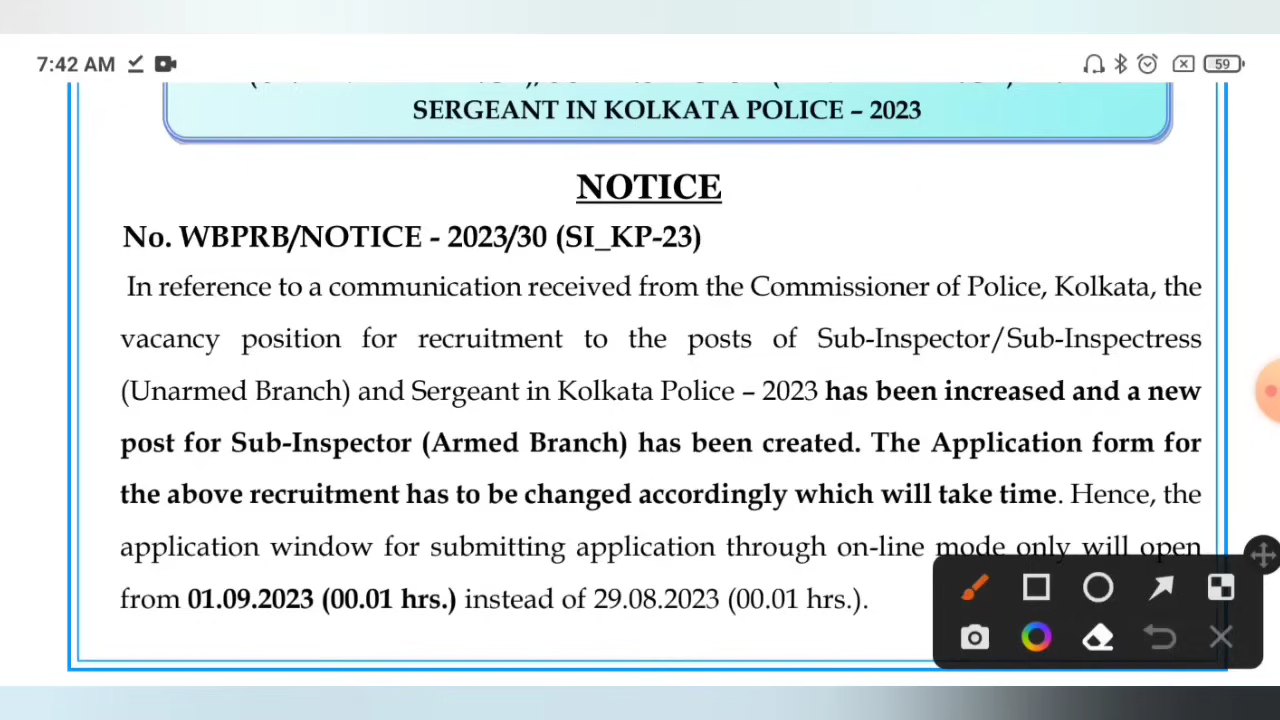 7:42 AM
59
SERGEANT IN KOLKATA POLICE – 2023
NOTICE
No. WBPRB/NOTICE - 2023/30 (SI_KP-23)
In reference to a communication received from the Commissioner of Police, Kolkata, the
vacancy position for recruitment to the posts of Sub-Inspector/Sub-Inspectress
(Unarmed Branch) and Sergeant in Kolkata Police – 2023 has been increased and a new
post for Sub-Inspector (Armed Branch) has been created. The Application form for
the above recruitment has to be changed accordingly which will take time. Hence, the
application window for submitting application through on-line mode only will open
from 01.09.2023 (00.01 hrs.) instead of 29.08.2023 (00.01 hrs.).